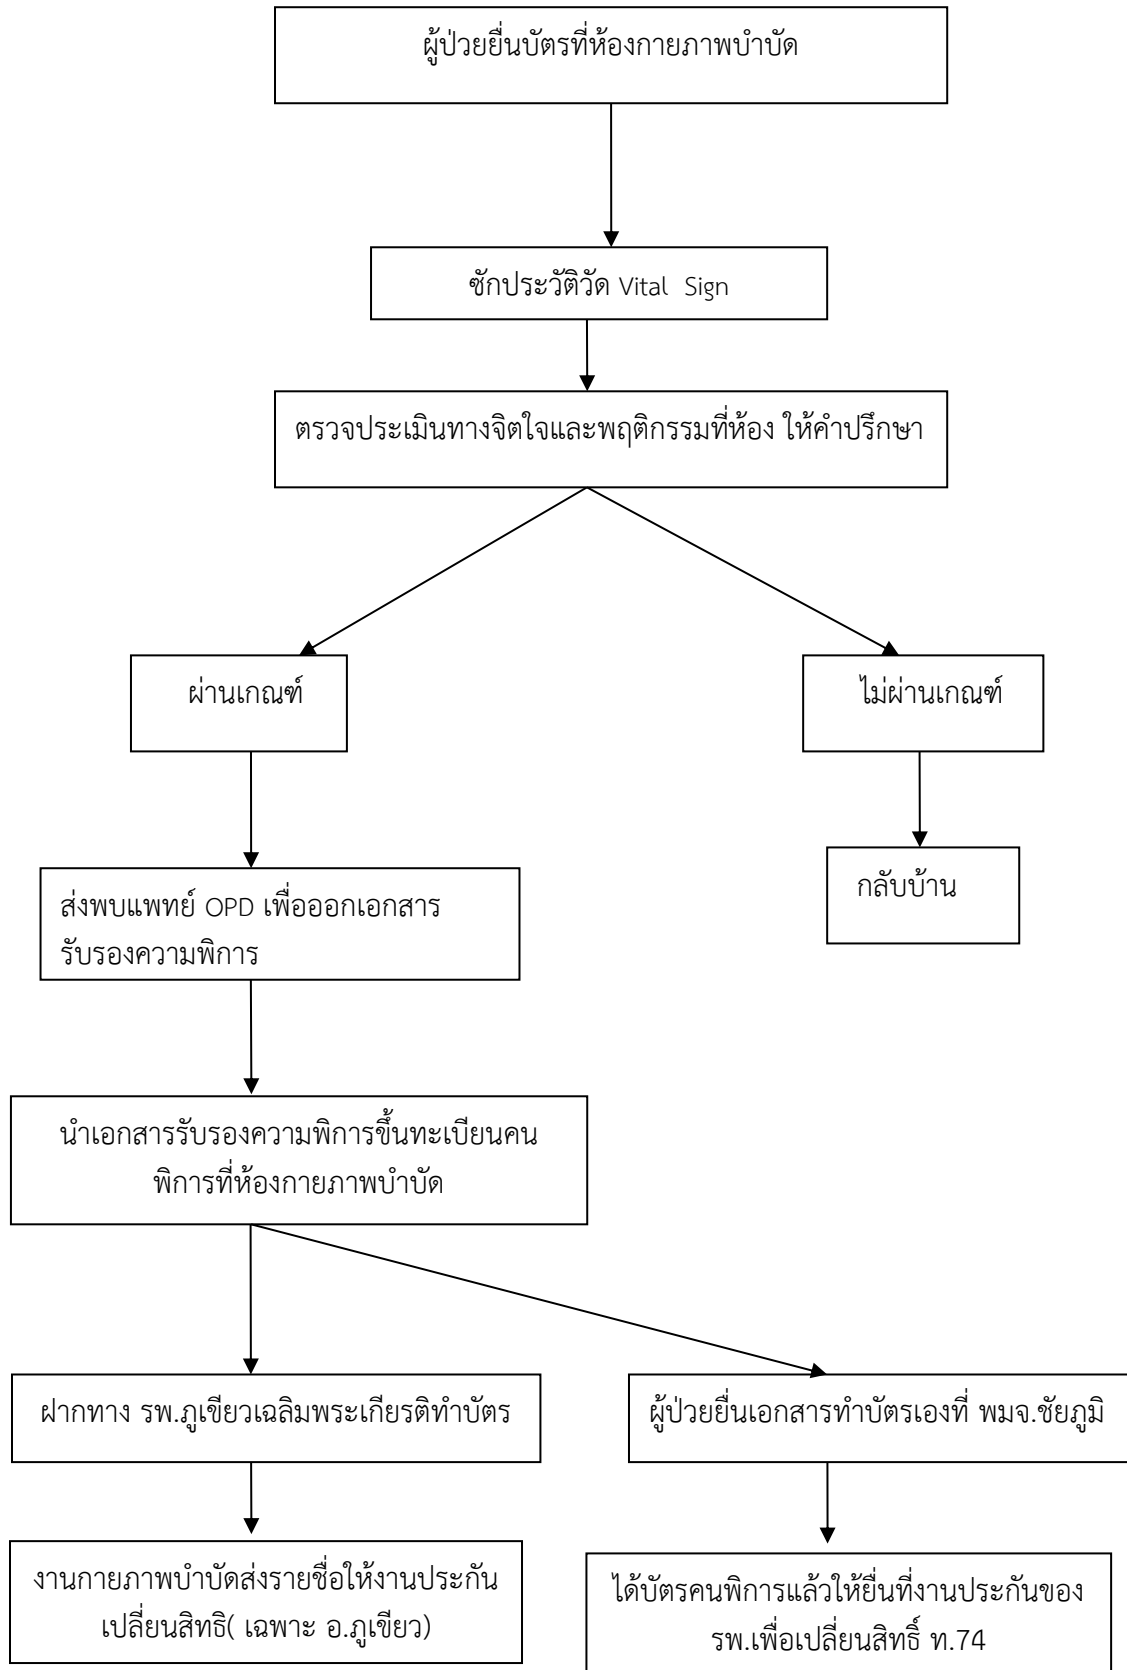 ผู้ป่วยยื่นบัตรที่ห้องกายภาพบำบัด
ซักประวัติวัด Vital Sign
ตรวจประเมินทางจิตใจและพฤติกรรมที่ห้อง ให้คำปรึกษา
ผ่านเกณฑ์
ไม่ผ่านเกณฑ์
ส่งพบแพทย์ OPD เพื่อออกเอกสาร
รับรองความพิการ
กลับบ้าน
นำเอกสารรับรองความพิการขึ้นทะเบียนคน
พิการที่ห้องกายภาพบำบัด
ฝากทาง รพ.ภูเขียวเฉลิมพระเกียรติทำบัตร
ผู้ป่วยยื่นเอกสารทำบัตรเองที่ พมจ.ชัยภูมิ
งานกายภาพบำบัดส่งรายชื่อให้งานประกัน
เปลี่ยนสิทธิ( เฉพาะ อ.ภูเขียว)
ได้บัตรคนพิการแล้วให้ยื่นที่งานประกันของ
รพ.เพื่อเปลี่ยนสิทธิ์ ท.74